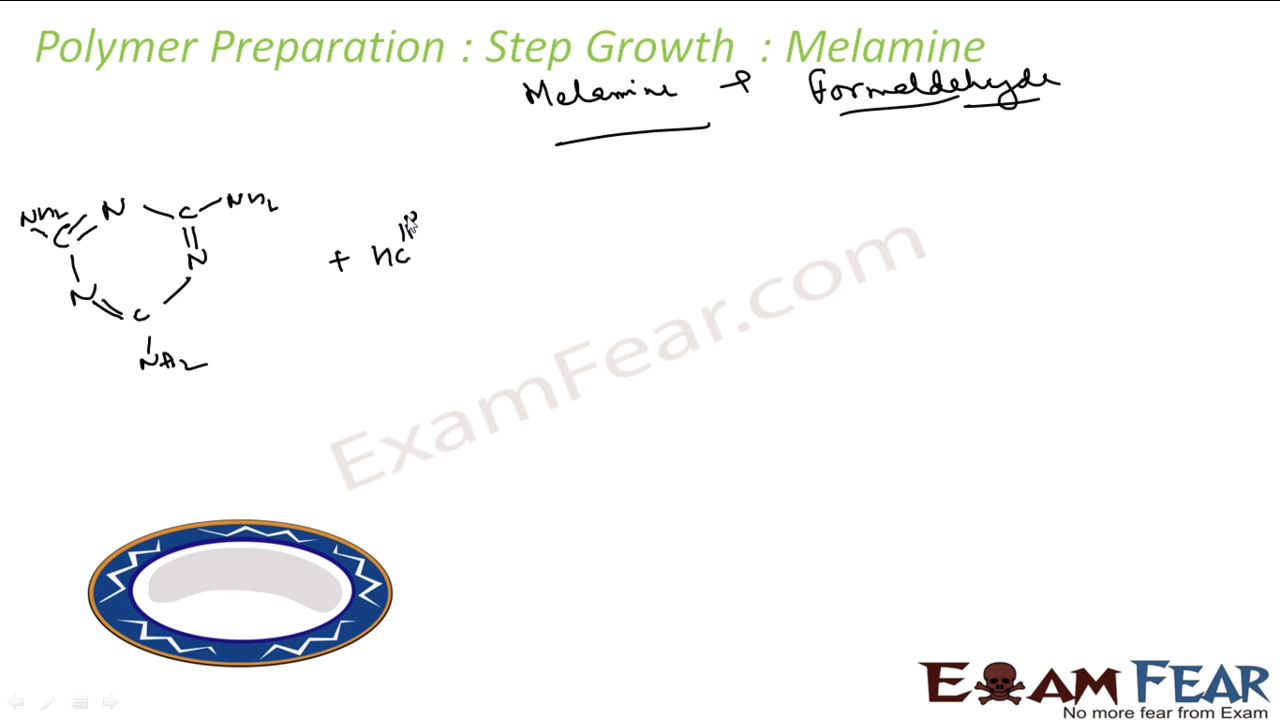 Polymer Preparation : Step Growth : Melamine
Melamine + Formaldehyde
NH2 C N C NH2
N
+ HC
N C
NH2
ExamFear.com
EXAM FEAR
No more fear from Exam